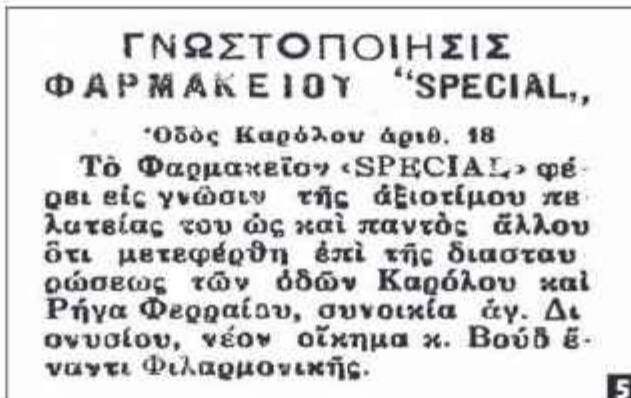 ΓΝΩΣΤΟΠΟΙΗΣΙΣ
ΦΑΡΜΑΚΕΙΟΥ "SPECIAL,,
Ὁδὸς Καρόλου ἀριθ. 18
Τὸ Φαρμακεῖον «SPECIAL» φέ-
ρει εἰς γνῶσιν τῆς ἀξιοτίμου πε
λατείας του ὡς καὶ παντὸς ἄλλου
ὅτι μετεφέρθη ἐπὶ τῆς διασταυ
ρώσεως τῶν ὁδῶν Καρόλου καὶ
Ρήγα Φερραίου, συνοικία ἁγ. Δι
ονυσίου, νέον οἴκημα κ. Βοὺδ ἔ-
ναντι Φιλαρμονικῆς.
5